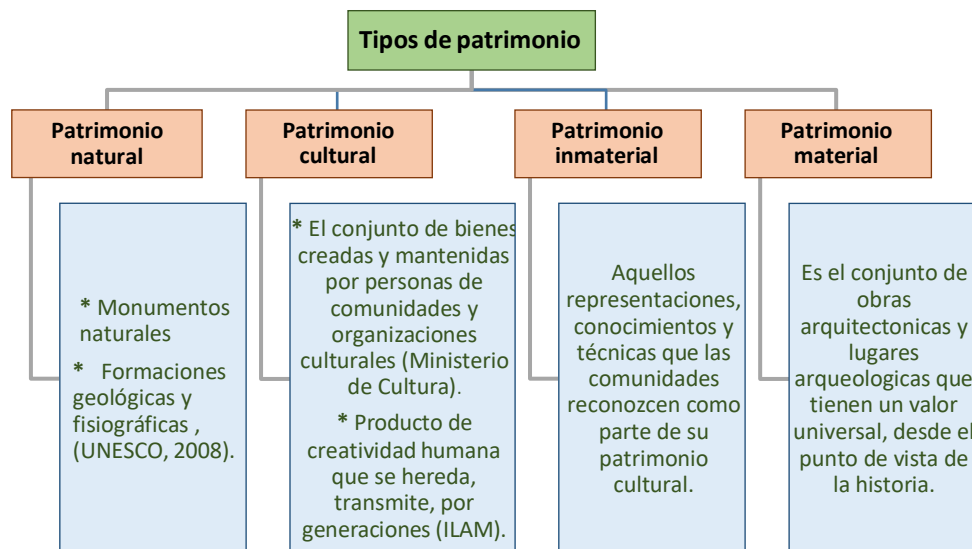 Tipos de patrimonio
Patrimonio
natural
Patrimonio
cultural
Patrimonio
inmaterial
Patrimonio
material
* Monumentos
naturales
* Formaciones
geológicas y
fisiográficas ,
(UNESCO, 2008).
* El conjunto de bienes
creadas y mantenidas
por personas de
comunidades y
organizaciones
culturales (Ministerio
de Cultura).
* Producto de
creatividad humana
que se hereda,
transmite, por
generaciones (ILAM).
Aquellos
representaciones,
conocimientos y
técnicas que las
comunidades
reconozcen como
parte de su
patrimonio
cultural.
Es el conjunto de
obras
arquitectonicas y
lugares
arqueologicas que
tienen un valor
universal, desde el
punto de vista de
la historia.